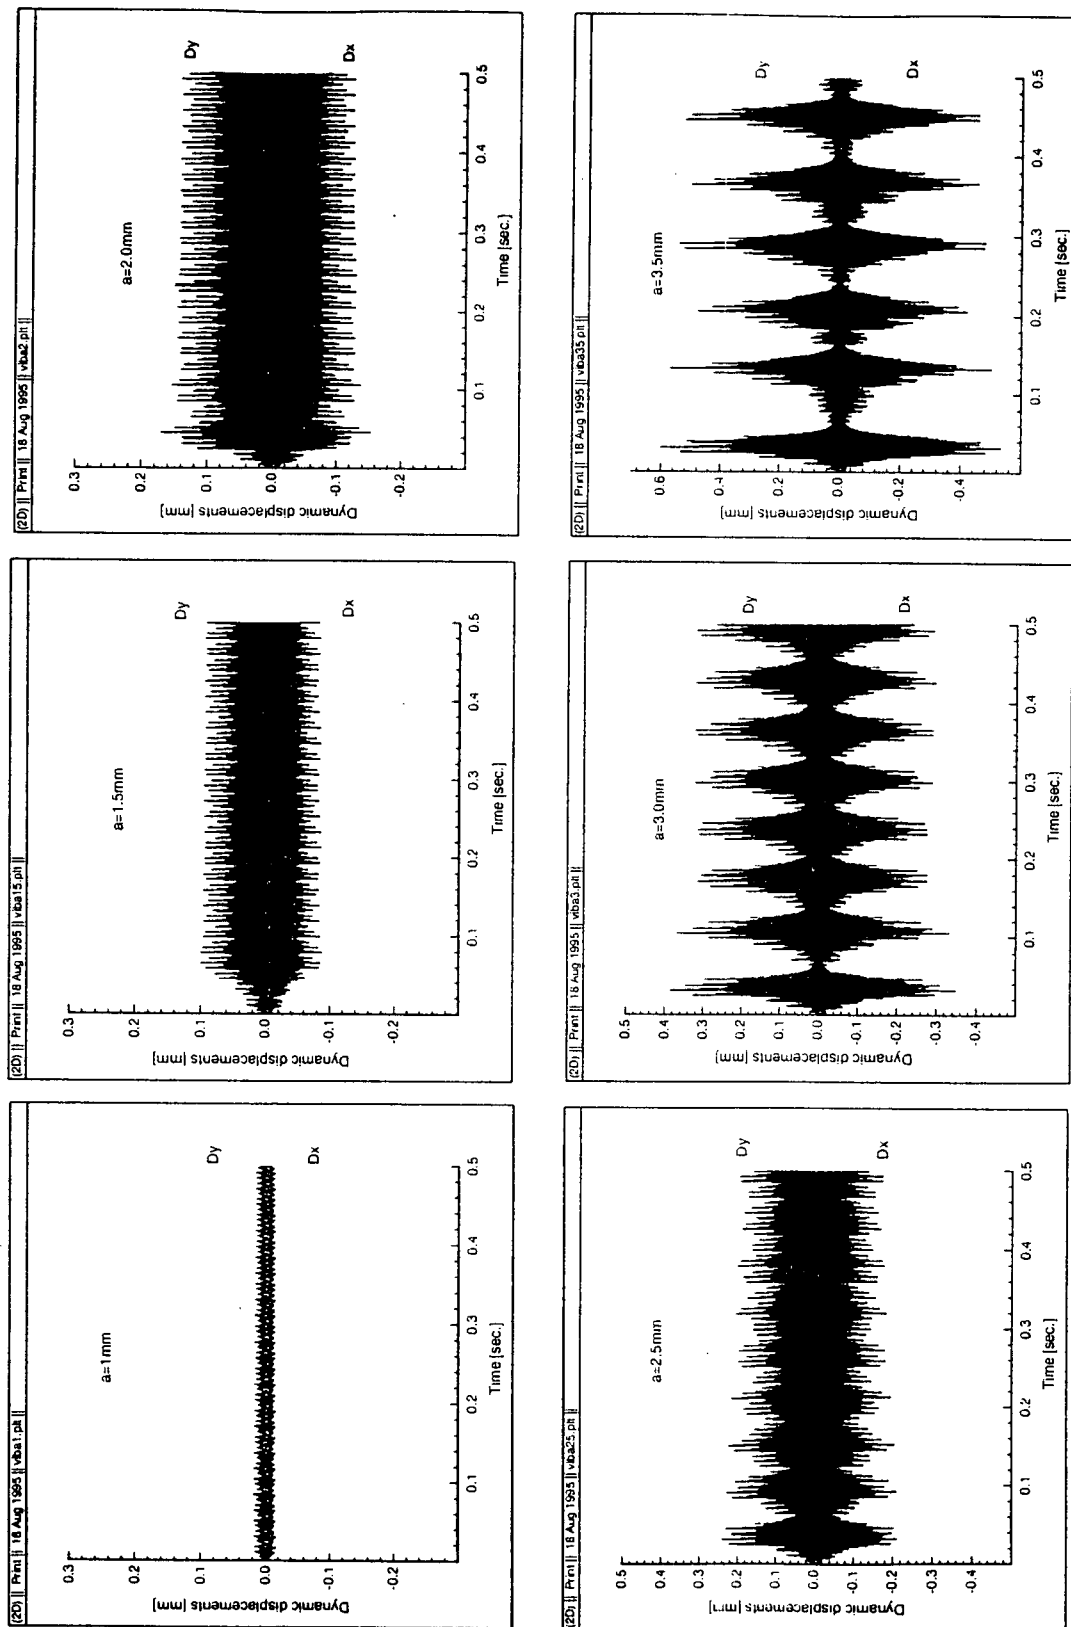 (2D) || Print || 18 Aug 1995 || viba1.plt ||
a=1mm
Dy
Dx
0.3
0.2
0.1
0.0
-0.1
-0.2
Dynamic displacements [mm]
0.1 0.2 0.3 0.4 0.5
Time [sec.]
(2D) || Print || 18 Aug 1995 || viba15.plt ||
a=1.5mm
Dy
Dx
0.3
0.2
0.1
0.0
-0.1
-0.2
Dynamic displacements [mm]
0.1 0.2 0.3 0.4 0.5
Time [sec.]
(2D) || Print || 18 Aug 1995 || viba2.plt ||
a=2.0mm
Dy
Dx
0.3
0.2
0.1
0.0
-0.1
-0.2
Dynamic displacements [mm]
0.1 0.2 0.3 0.4 0.5
Time [sec.]
(2D) || Print || 18 Aug 1995 || viba25.plt ||
a=2.5mm
Dy
Dx
0.5
0.4
0.3
0.2
0.1
0.0
-0.1
-0.2
-0.3
-0.4
Dynamic displacements
0.1 0.2 0.3 0.4 0.5
Time [sec.]
(2D) || Print || 18 Aug 1995 || viba3.plt ||
a=3.0mm
Dy
Dx
0.5
0.4
0.3
0.2
0.1
0.0
-0.1
-0.2
-0.3
-0.4
Dynamic displacements [mm]
0.1 0.2 0.3 0.4 0.5
Time [sec.]
(2D) || Print || 18 Aug 1995 || viba35.plt ||
a=3.5mm
Dy
Dx
0.6
0.4
0.2
0.0
-0.2
-0.4
Dynamic displacements [mm]
0.1 0.2 0.3 0.4 0.5
Time [sec.]